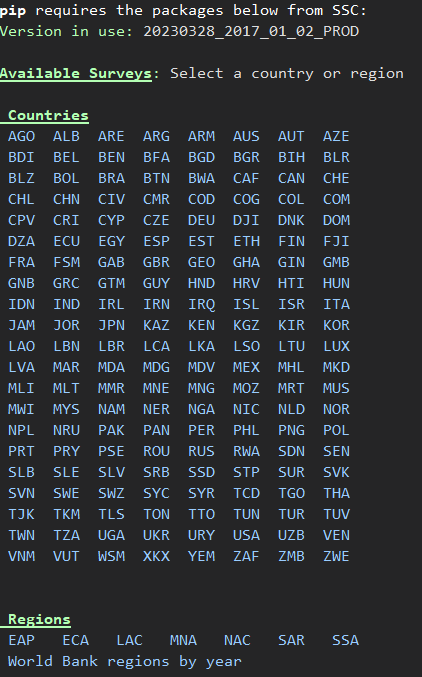 pip requires the packages below from SSC:
Version in use: 20230328_2017_01_02_PROD
Available Surveys: Select a country or region
Countries
AGO ALB ARE ARG ARM AUS AUT AZE
BDI BEL BEN BFA BGD BGR BIH BLR
BLZ BOL BRA BTN BWA CAF CAN CHE
CHL CHN CIV CMR COD COG COL COM
CPV CRI CYP CZE DEU DJI DNK DOM
DZA ECU EGY ESP EST ETH FIN FJI
FRA FSM GAB GBR GEO GHA GIN GMB
GNB GRC GTM GUY HND HRV HTI HUN
IDN IND IRL IRN IRQ ISL ISR ITA
JAM JOR JPN KAZ KEN KGZ KIR KOR
LAO LBN LBR LCA LKA LSO LTU LUX
LVA MAR MDA MDG MDV MEX MHL MKD
MLI MLT MMR MNE MNG MOZ MRT MUS
MWI MYS NAM NER NGA NIC NLD NOR
NPL NRU PAK PAN PER PHL PNG POL
PRT PRY PSE ROU RUS RWA SDN SEN
SLB SLE SLV SRB SSD STP SUR SVK
SVN SWE SWZ SYC SYR TCD TGO THA
TJK TKM TLS TON TTO TUN TUR TUV
TWN TZA UGA UKR URY USA UZB VEN
VNM VUT WSM XKX YEM ZAF ZMB ZWE
Regions
EAP ECA LAC MNA NAC SAR SSA
World Bank regions by year